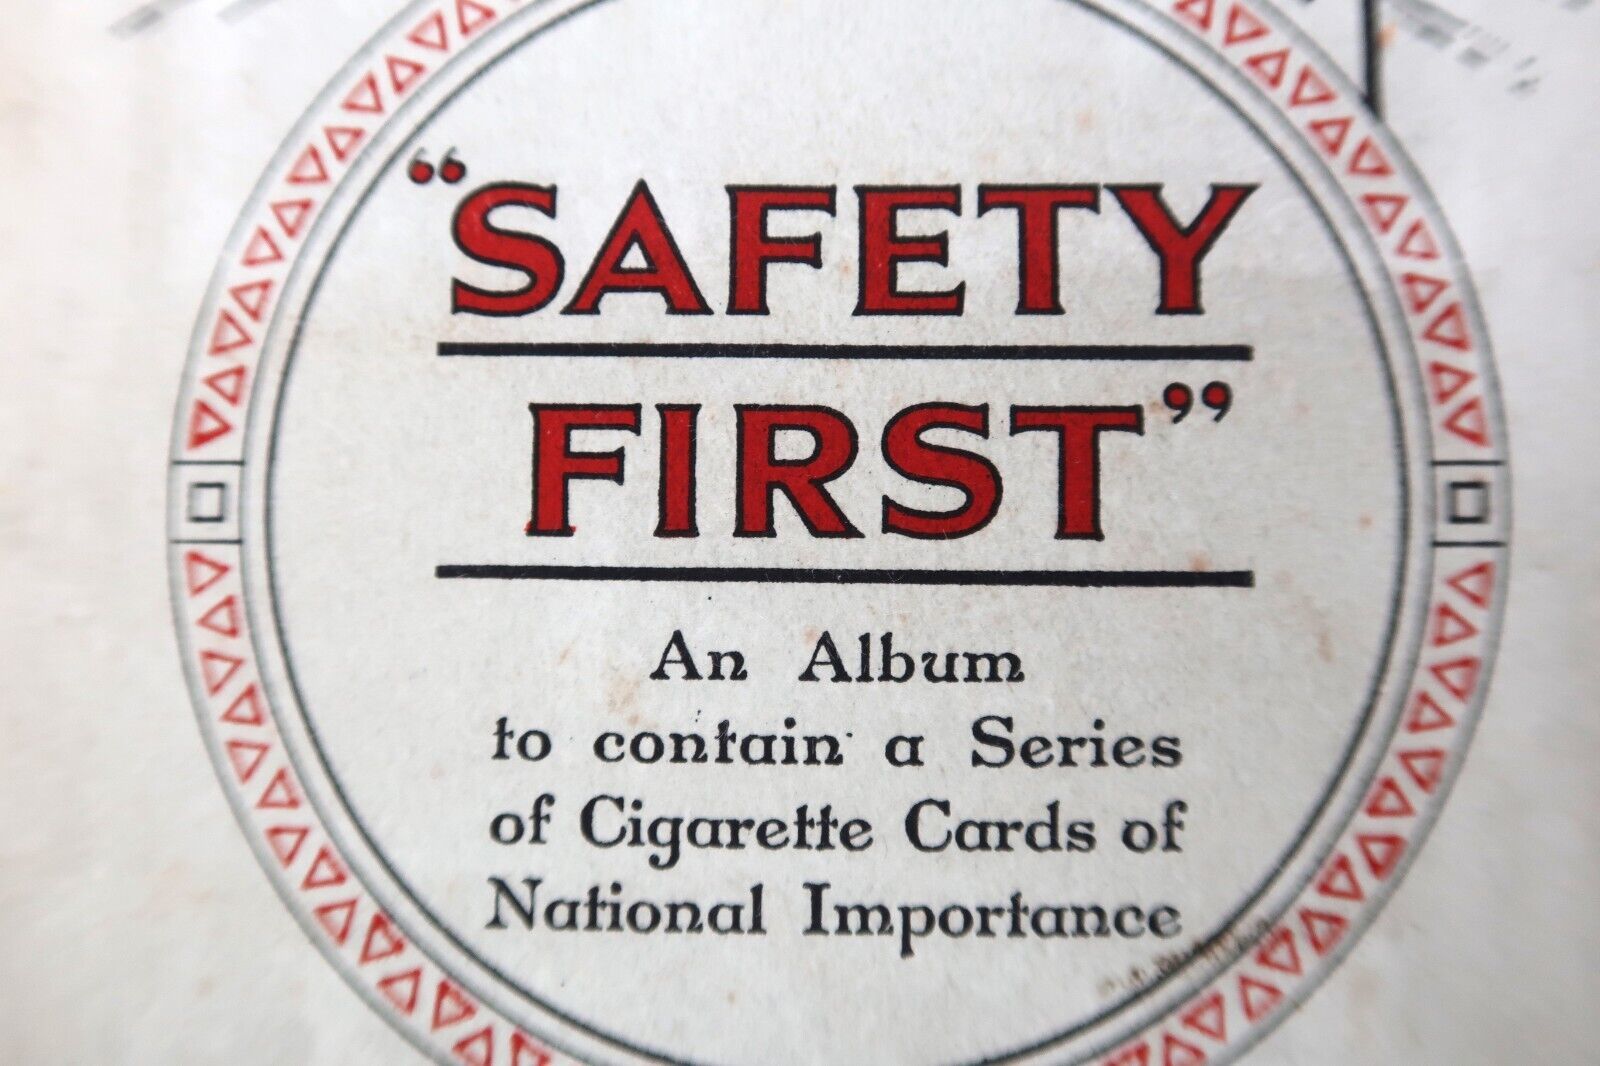 “SAFETY
FIRST”
An Album
to contain a Series
of Cigarette Cards of
National Importance